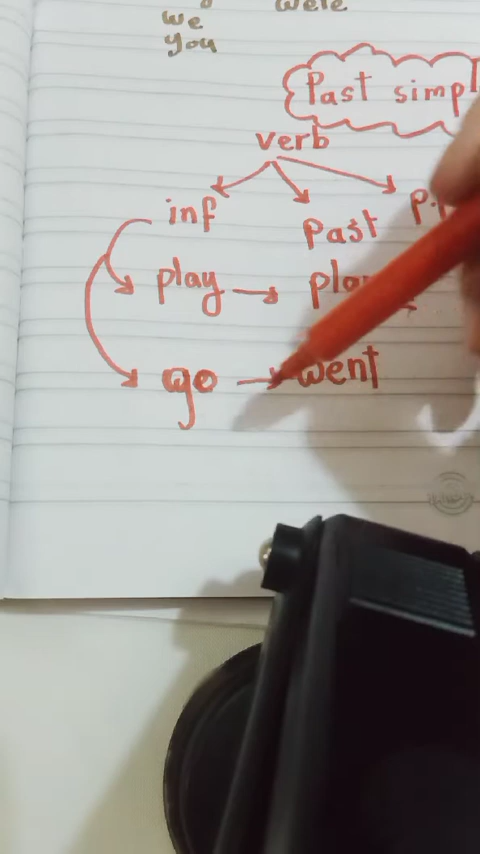 were
we
you
Past simpl
verb
inf Past P.
play
go went